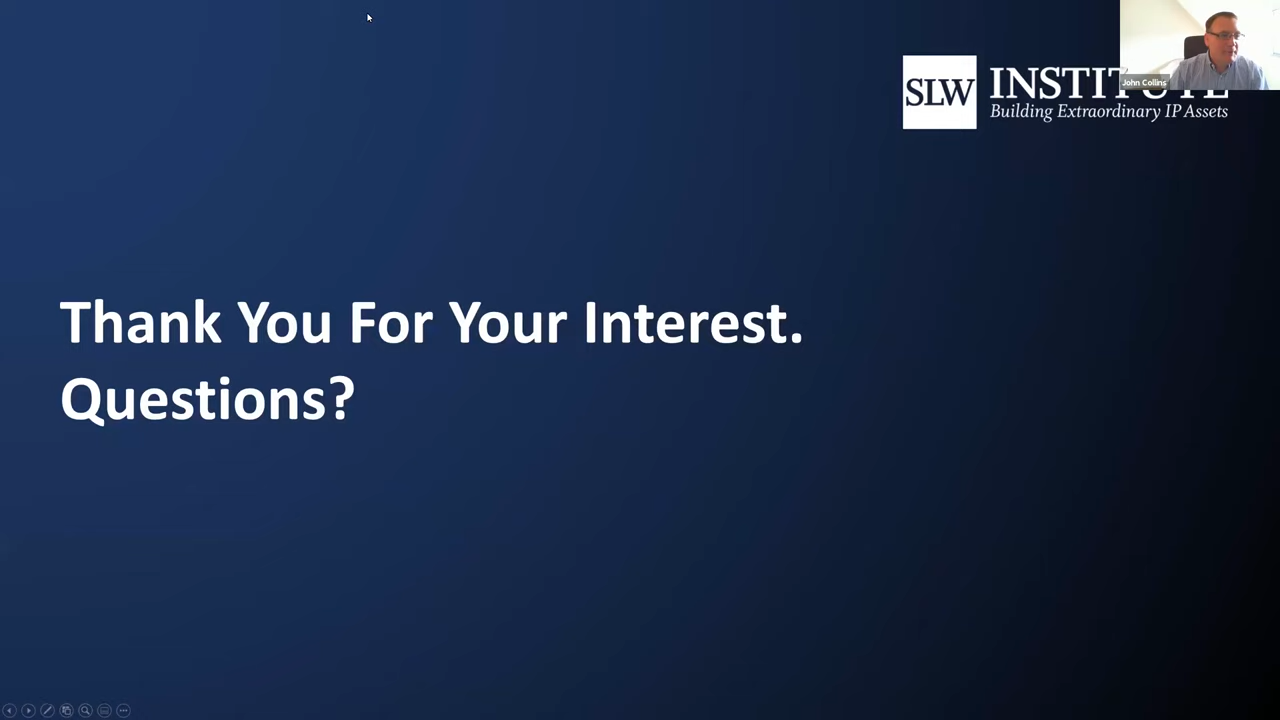 John Collins
SLW
INSTITUTE
Building Extraordinary IP Assets
Thank You For Your Interest.
Questions?